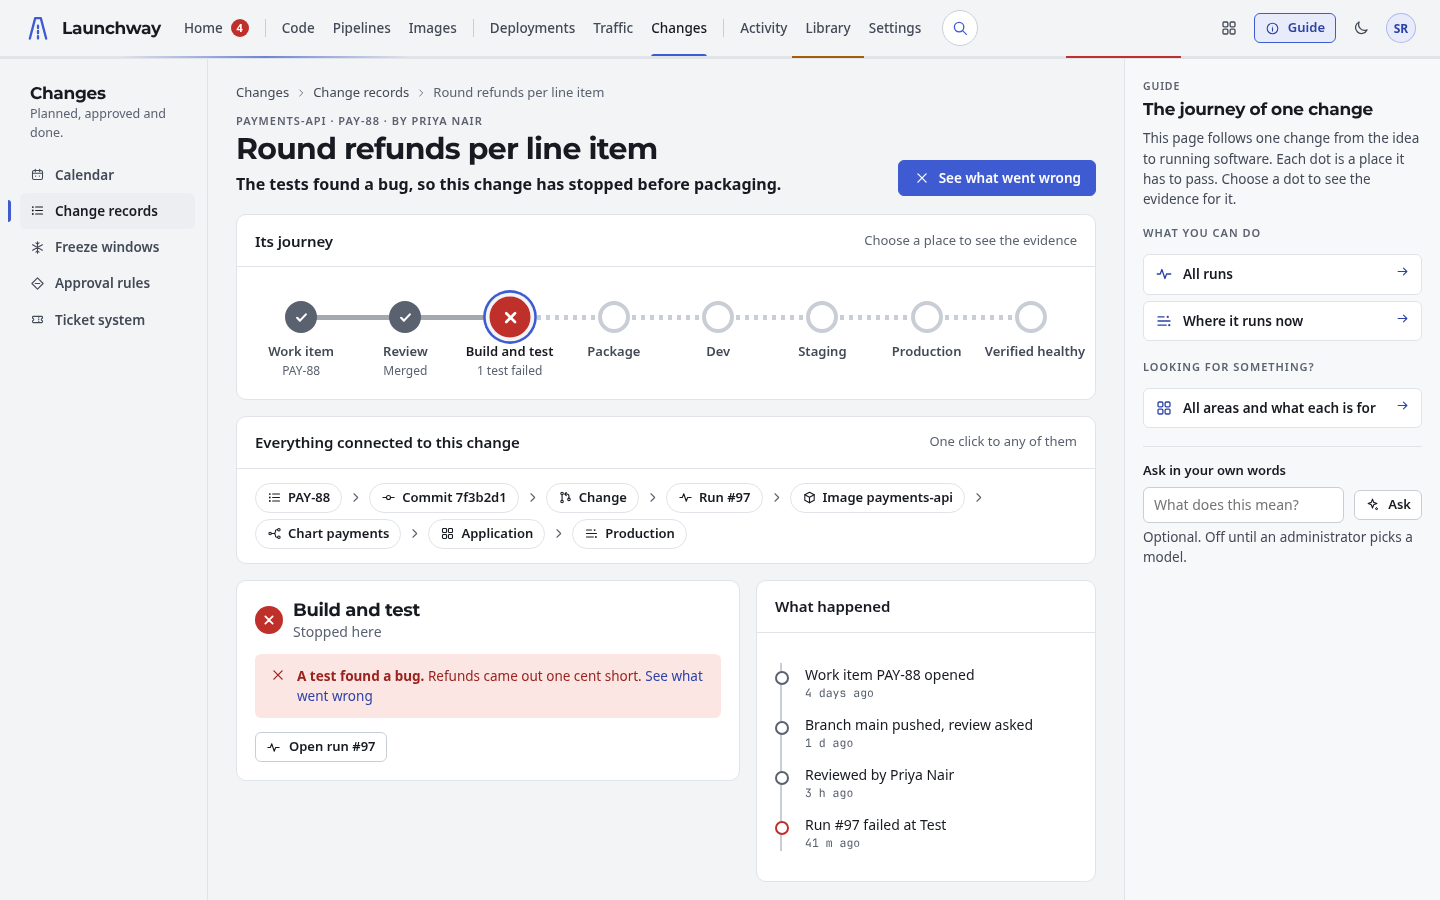 Launchway
Home 4 Code Pipelines Images Deployments Traffic Changes Activity Library Settings
Guide SR
Changes
Planned, approved and
done.
Calendar
Change records
Freeze windows
Approval rules
Ticket system
Changes > Change records > Round refunds per line item
PAYMENTS-API · PAY-88 · BY PRIYA NAIR
Round refunds per line item
The tests found a bug, so this change has stopped before packaging.
See what went wrong
Its journey
Choose a place to see the evidence
Work item Review Build and test Package Dev Staging Production Verified healthy
PAY-88 Merged 1 test failed
Everything connected to this change
One click to any of them
PAY-88 > Commit 7f3b2d1 > Change > Run #97 > Image payments-api >
Chart payments > Application > Production
Build and test
Stopped here
A test found a bug. Refunds came out one cent short. See what
went wrong
Open run #97
What happened
Work item PAY-88 opened
4 days ago
Branch main pushed, review asked
1 d ago
Reviewed by Priya Nair
3 h ago
Run #97 failed at Test
41 m ago
GUIDE
The journey of one change
This page follows one change from the idea
to running software. Each dot is a place it
has to pass. Choose a dot to see the
evidence for it.
WHAT YOU CAN DO
All runs
Where it runs now
LOOKING FOR SOMETHING?
All areas and what each is for
Ask in your own words
What does this mean?
Ask
Optional. Off until an administrator picks a
model.